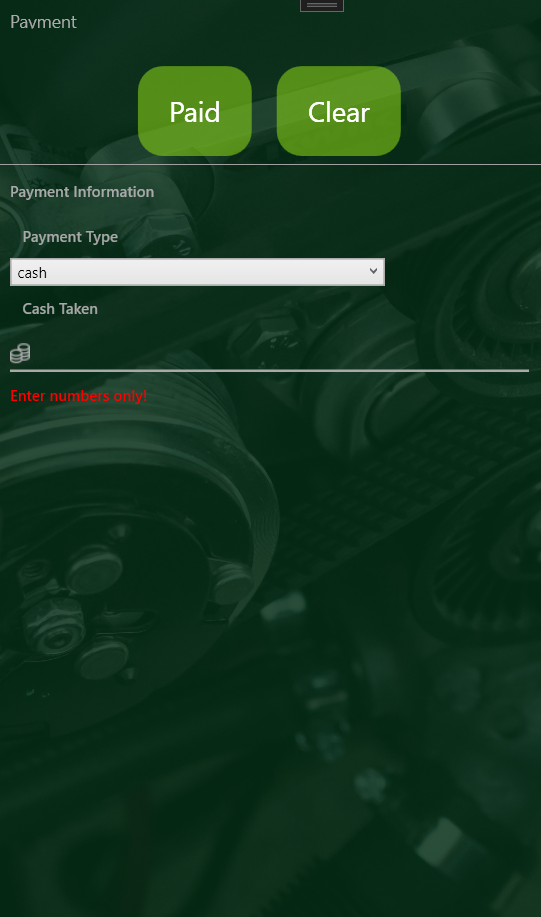 Payment
Paid
Clear
Payment Information
Payment Type
cash
Cash Taken
Enter numbers only!